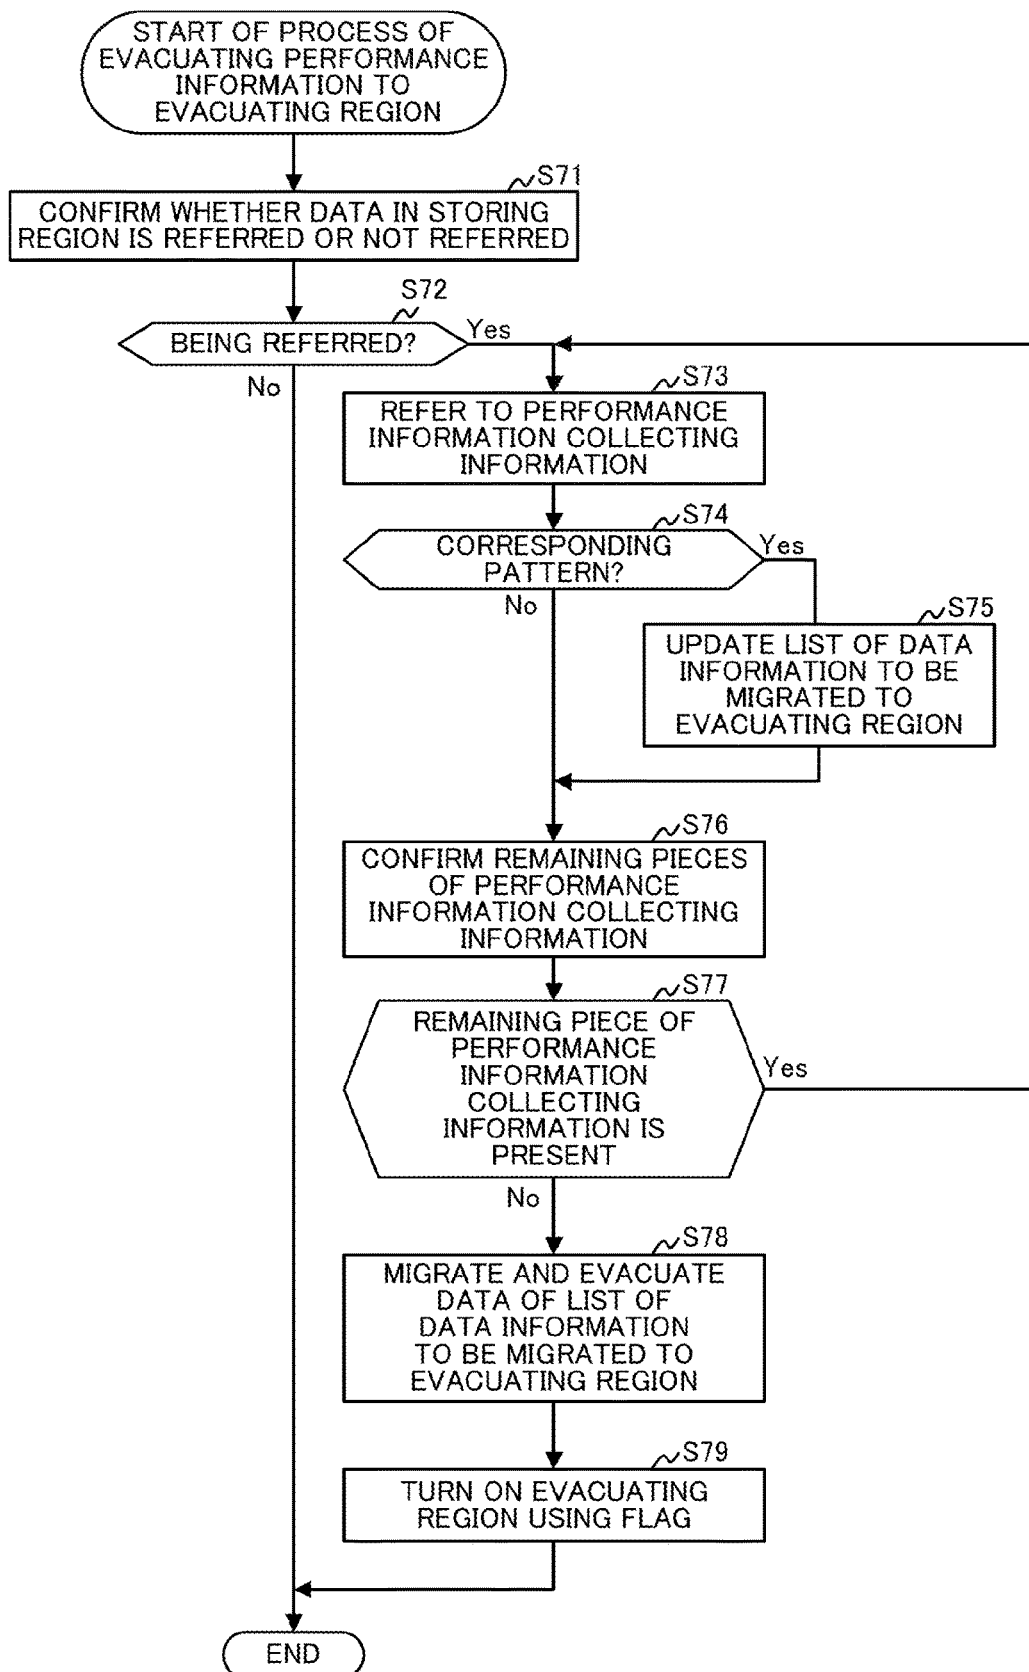 START OF PROCESS OF
EVACUATING PERFORMANCE
INFORMATION TO
EVACUATING REGION
S71
CONFIRM WHETHER DATA IN STORING
REGION IS REFERRED OR NOT REFERRED
S72
BEING REFERRED?
Yes
No
S73
REFER TO PERFORMANCE
INFORMATION COLLECTING
INFORMATION
S74
CORRESPONDING
PATTERN?
Yes
No
S75
UPDATE LIST OF DATA
INFORMATION TO BE
MIGRATED TO
EVACUATING REGION
S76
CONFIRM REMAINING PIECES
OF PERFORMANCE
INFORMATION COLLECTING
INFORMATION
S77
REMAINING PIECE OF
PERFORMANCE
INFORMATION
COLLECTING
INFORMATION IS
PRESENT
Yes
No
S78
MIGRATE AND EVACUATE
DATA OF LIST OF
DATA INFORMATION
TO BE MIGRATED TO
EVACUATING REGION
S79
TURN ON EVACUATING
REGION USING FLAG
END